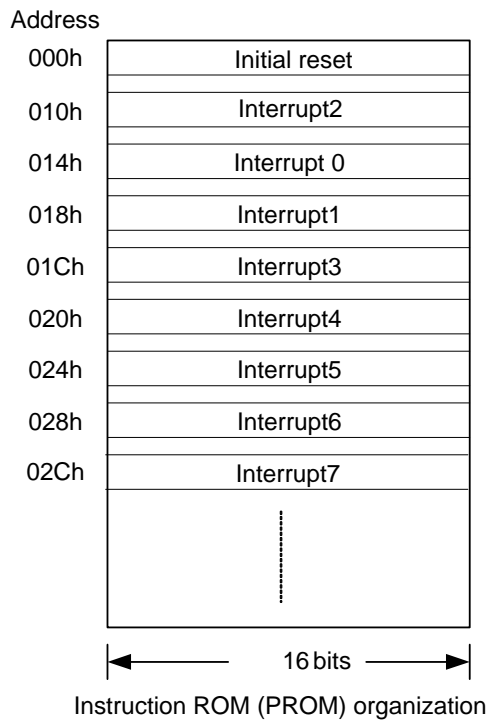 Address
000h Initial reset
010h Interrupt2
014h Interrupt 0
018h Interrupt1
01Ch Interrupt3
020h Interrupt4
024h Interrupt5
028h Interrupt6
02Ch Interrupt7
16 bits
Instruction ROM (PROM) organization